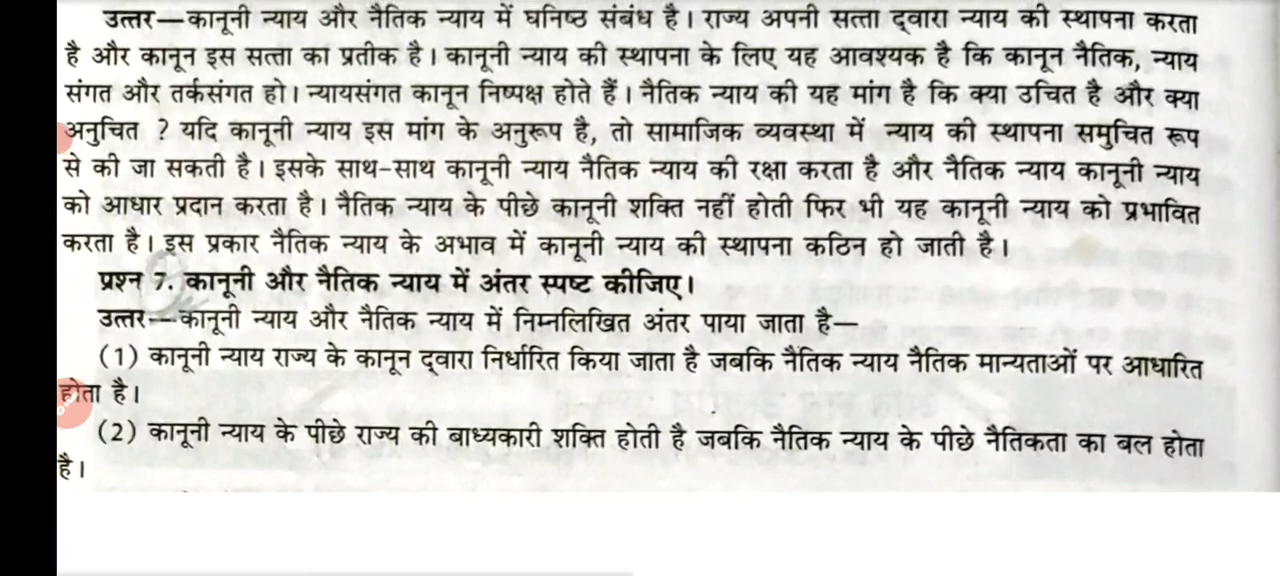 उत्तर—कानूनी न्याय और नैतिक न्याय में घनिष्ठ संबंध है। राज्य अपनी सत्ता द्वारा न्याय की स्थापना करता
है और कानून इस सत्ता का प्रतीक है। कानूनी न्याय की स्थापना के लिए यह आवश्यक है कि कानून नैतिक, न्याय
संगत और तर्कसंगत हो। न्यायसंगत कानून निष्पक्ष होते हैं। नैतिक न्याय की यह मांग है कि क्या उचित है और क्या
अनुचित ? यदि कानूनी न्याय इस मांग के अनुरूप है, तो सामाजिक व्यवस्था में न्याय की स्थापना समुचित रूप
से की जा सकती है। इसके साथ-साथ कानूनी न्याय नैतिक न्याय की रक्षा करता है और नैतिक न्याय कानूनी न्याय
को आधार प्रदान करता है। नैतिक न्याय के पीछे कानूनी शक्ति नहीं होती फिर भी यह कानूनी न्याय को प्रभावित
करता है। इस प्रकार नैतिक न्याय के अभाव में कानूनी न्याय की स्थापना कठिन हो जाती है।
प्रश्न 7. कानूनी और नैतिक न्याय में अंतर स्पष्ट कीजिए।
उत्तर—कानूनी न्याय और नैतिक न्याय में निम्नलिखित अंतर पाया जाता है—
(1) कानूनी न्याय राज्य के कानून द्वारा निर्धारित किया जाता है जबकि नैतिक न्याय नैतिक मान्यताओं पर आधारित
होता है।
(2) कानूनी न्याय के पीछे राज्य की बाध्यकारी शक्ति होती है जबकि नैतिक न्याय के पीछे नैतिकता का बल होता
है।